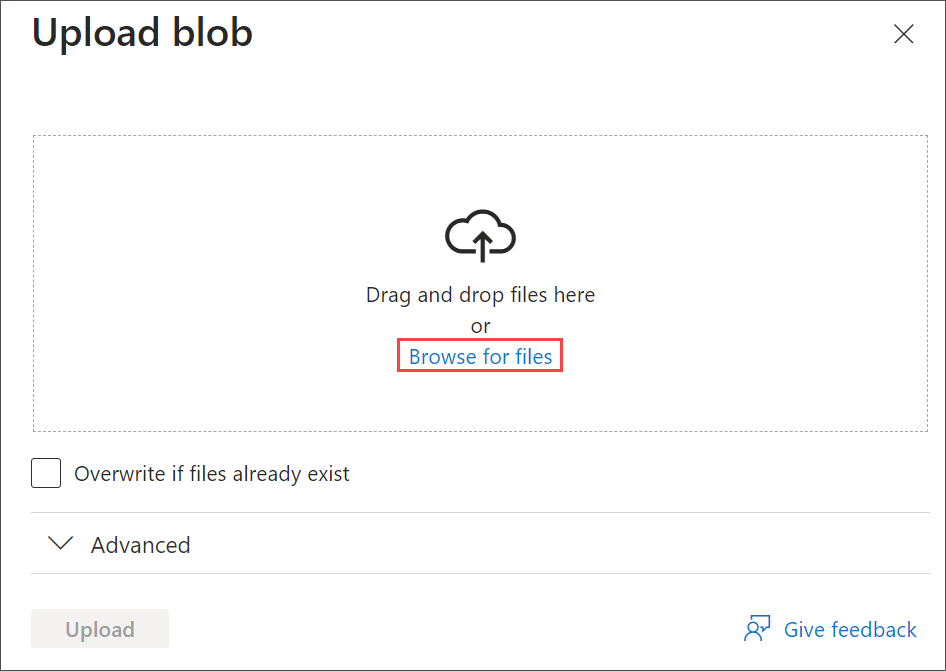 Upload blob
Drag and drop files here
or
Browse for files
Overwrite if files already exist
Advanced
Upload
Give feedback